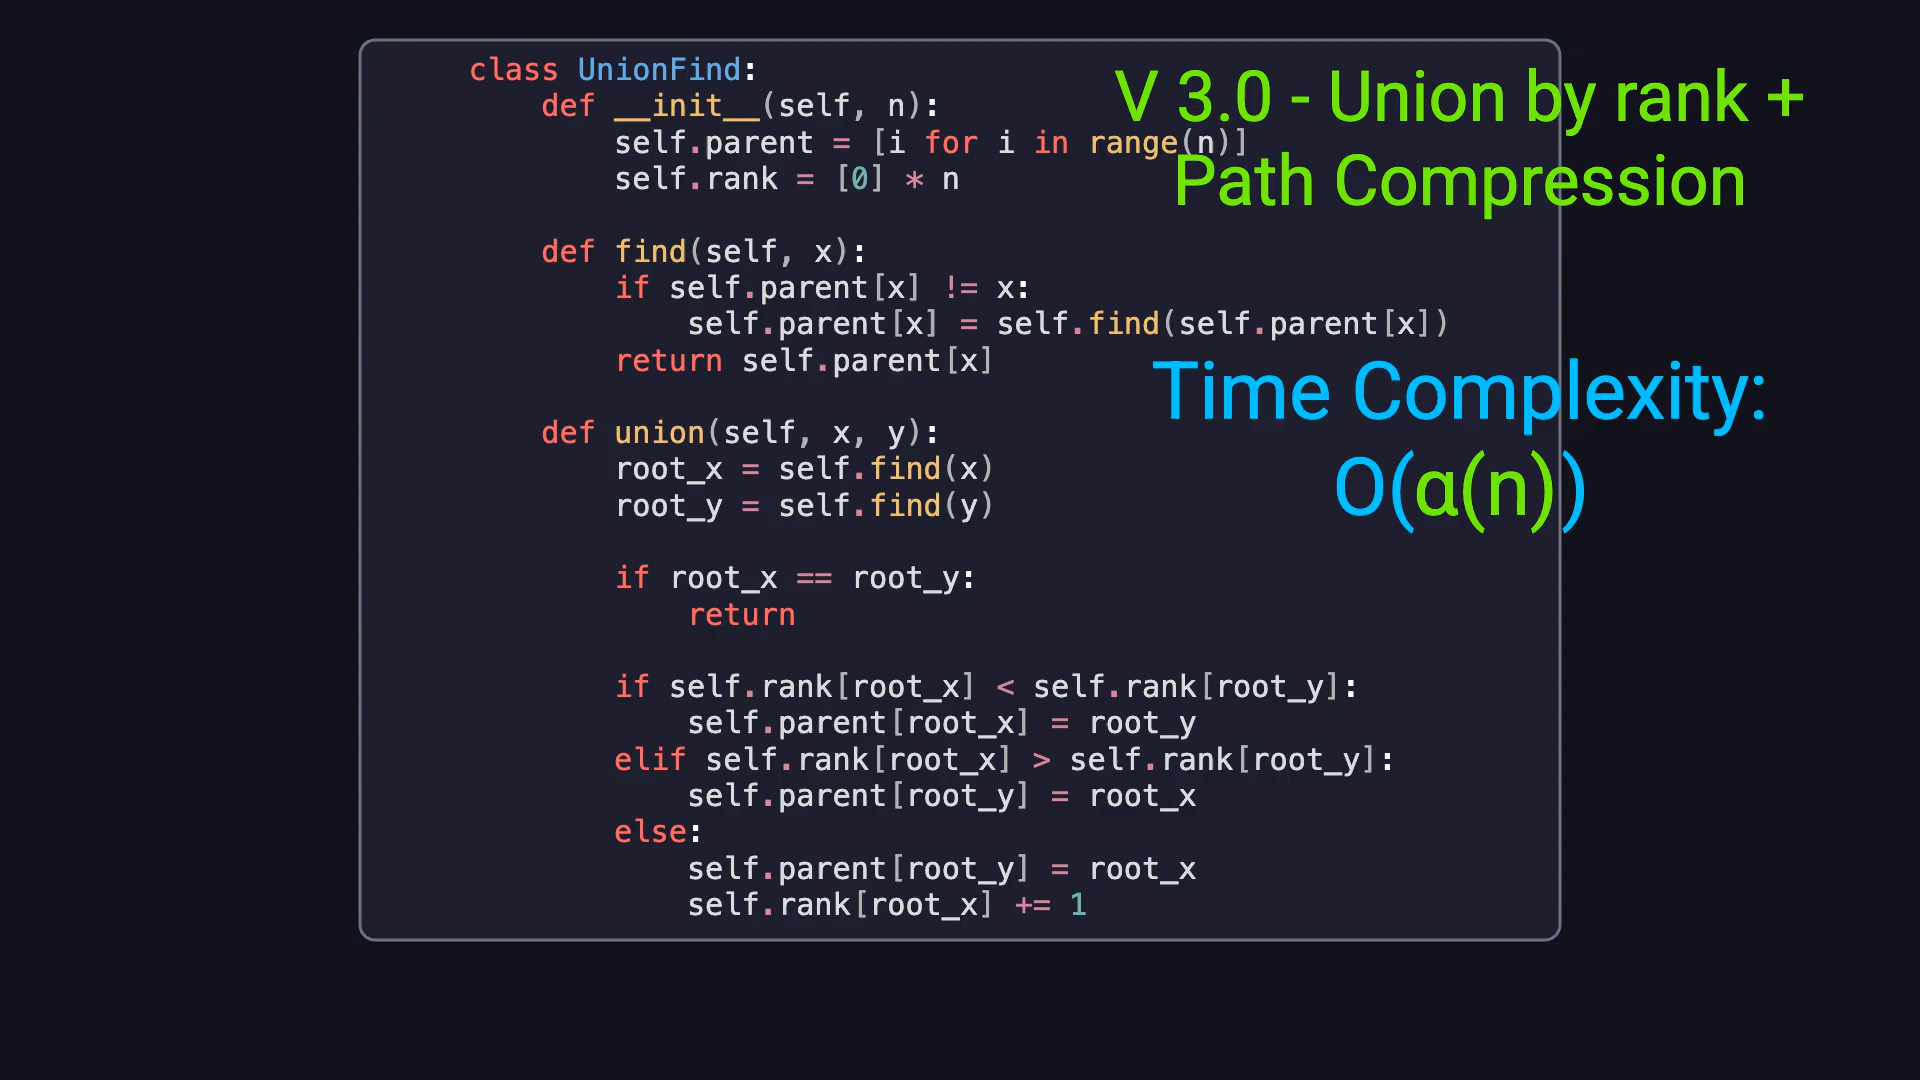 class UnionFind:
    def __init__(self, n):
        self.parent = [i for i in range(n)]
        self.rank = [0] * n

    def find(self, x):
        if self.parent[x] != x:
            self.parent[x] = self.find(self.parent[x])
        return self.parent[x]

    def union(self, x, y):
        root_x = self.find(x)
        root_y = self.find(y)

        if root_x == root_y:
            return

        if self.rank[root_x] < self.rank[root_y]:
            self.parent[root_x] = root_y
        elif self.rank[root_x] > self.rank[root_y]:
            self.parent[root_y] = root_x
        else:
            self.parent[root_y] = root_x
            self.rank[root_x] += 1
V 3.0 - Union by rank +
Path Compression
Time Complexity:
O(α(n))